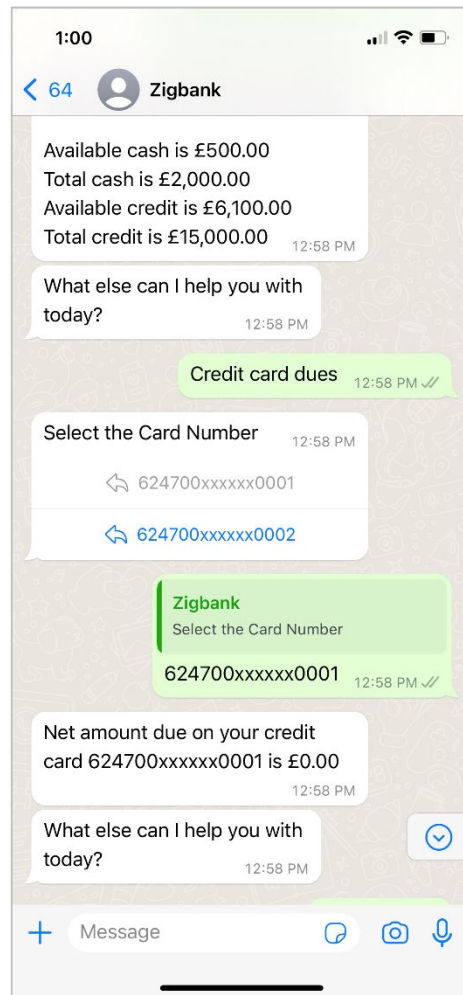 1:00
64 Zigbank
Available cash is £500.00
Total cash is £2,000.00
Available credit is £6,100.00
Total credit is £15,000.00
12:58 PM
What else can I help you with
today?
12:58 PM
Credit card dues 12:58 PM
Select the Card Number 12:58 PM
624700xxxxxx0001
624700xxxxxx0002
Zigbank
Select the Card Number
624700xxxxxx0001 12:58 PM
Net amount due on your credit
card 624700xxxxxx0001 is £0.00
12:58 PM
What else can I help you with
today?
12:58 PM
Message